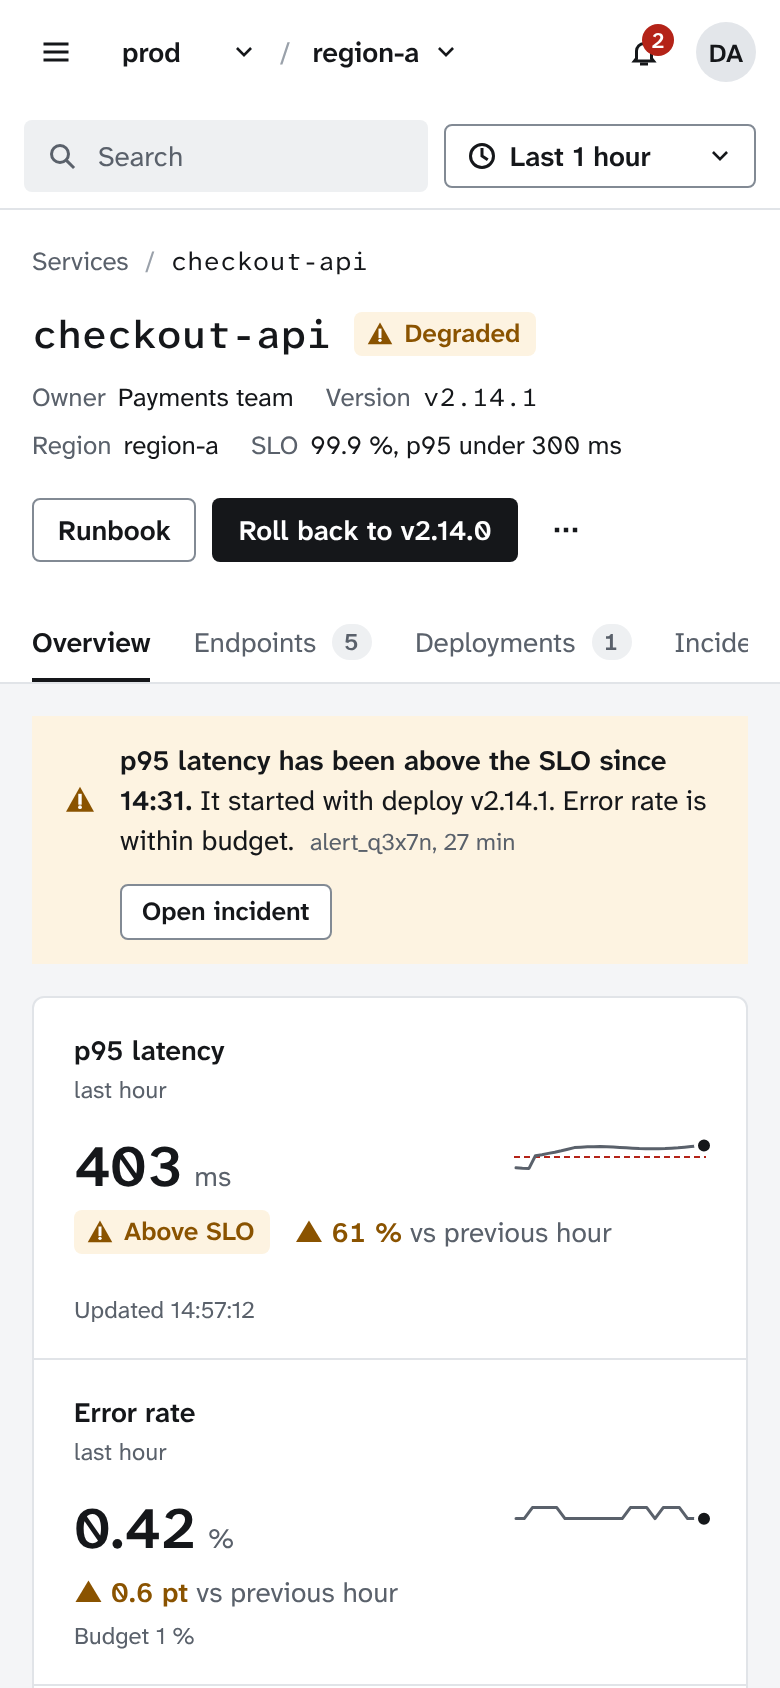 prod / region-a 2 DA
Search Last 1 hour
Services / checkout-api
checkout-api Degraded
Owner Payments team Version v2.14.1
Region region-a SLO 99.9 %, p95 under 300 ms
Runbook Roll back to v2.14.0 ...
Overview Endpoints 5 Deployments 1 Incide
p95 latency has been above the SLO since
14:31. It started with deploy v2.14.1. Error rate is
within budget. alert_q3x7n, 27 min
Open incident
p95 latency
last hour
403 ms
Above SLO ▲ 61 % vs previous hour
Updated 14:57:12
Error rate
last hour
0.42 %
▲ 0.6 pt vs previous hour
Budget 1 %